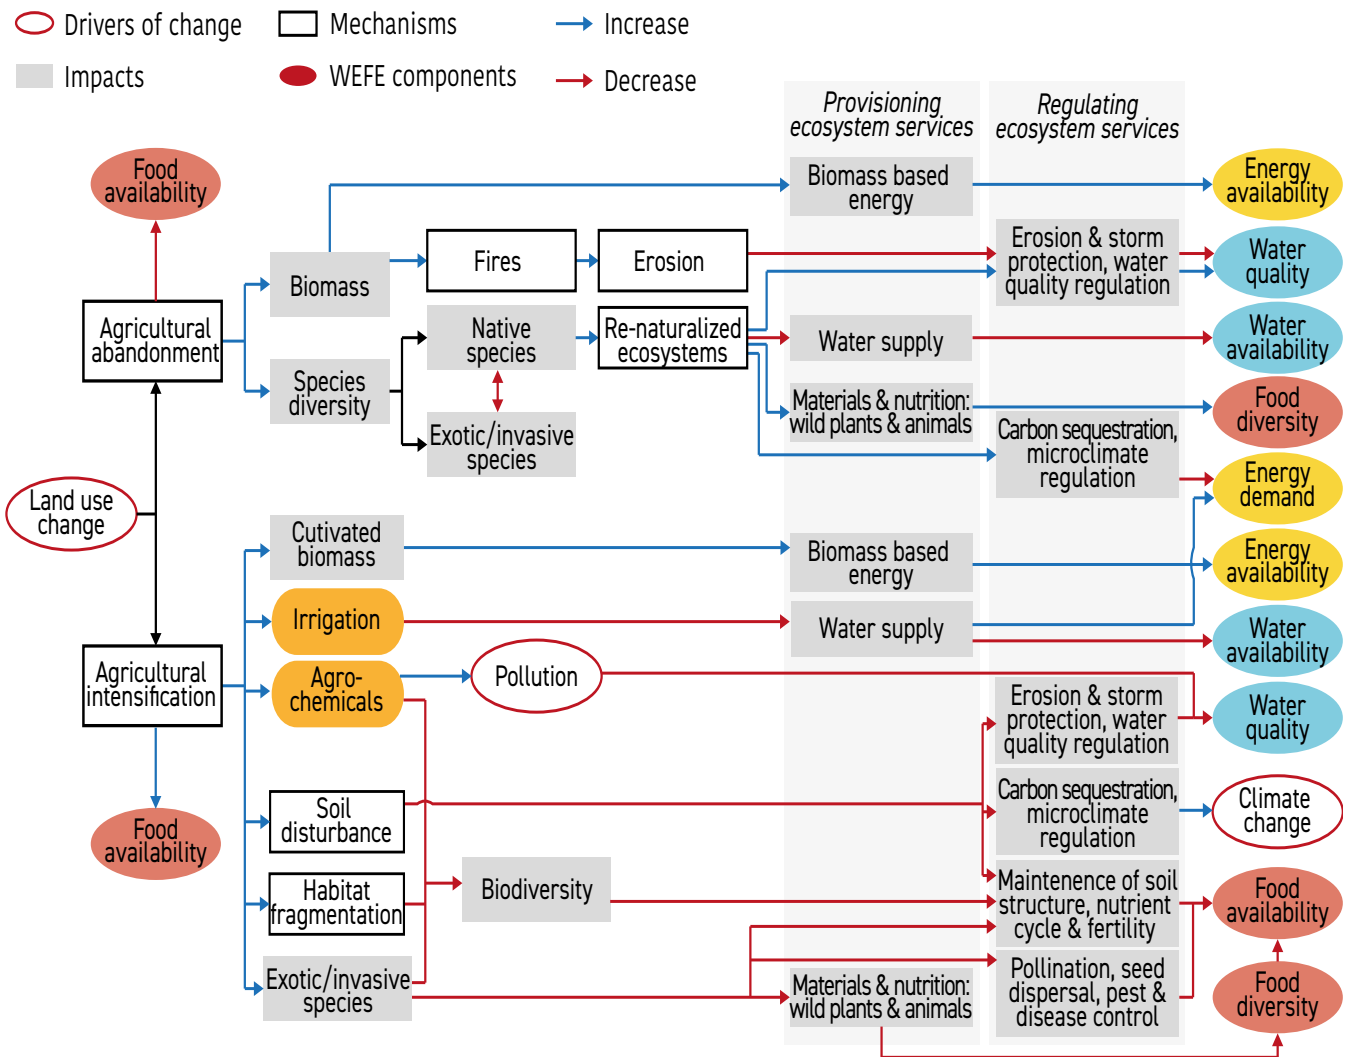 Drivers of change
Mechanisms
Increase
Impacts
WEFE components
Decrease
Provisioning
ecosystem services
Regulating
ecosystem services
Food
availability
Biomass based
energy
Energy
availability
Biomass
Fires
Erosion
Erosion & storm
protection, water
quality regulation
Water
quality
Agricultural
abandonment
Native
species
Re-naturalized
ecosystems
Water supply
Water
availability
Species
diversity
Exotic/invasive
species
Materials & nutrition:
wild plants & animals
Food
diversity
Carbon sequestration,
microclimate
regulation
Energy
demand
Land use
change
Cutivated
biomass
Biomass based
energy
Energy
availability
Irrigation
Water supply
Water
availability
Agricultural
intensification
Agro-
chemicals
Pollution
Erosion & storm
protection, water
quality regulation
Water
quality
Food
availability
Soil
disturbance
Carbon sequestration,
microclimate
regulation
Climate
change
Habitat
fragmentation
Biodiversity
Maintenence of soil
structure, nutrient
cycle & fertility
Food
availability
Exotic/invasive
species
Materials & nutrition:
wild plants & animals
Pollination, seed
dispersal, pest &
disease control
Food
diversity